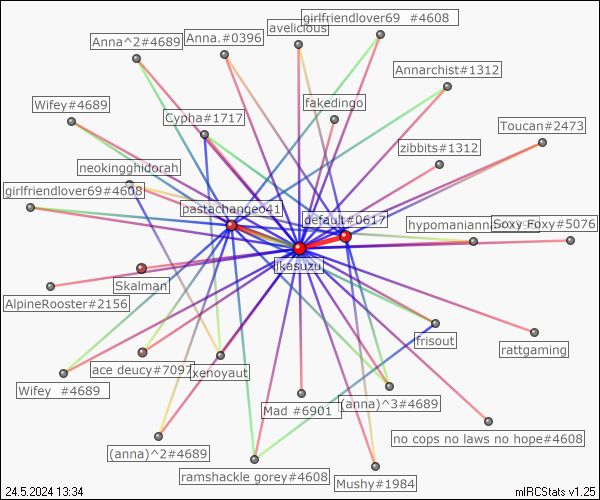 girlfriendlover69 #4608
avelicious
Anna^2#4689
Anna.#0396
Annarchist#1312
Wifey#4689
fakedingo
Cypha#1717
Toucan#2473
zibbits#1312
neokingghidorah
girlfriendlover69#4608
pastachangeo41
default#0617
hypomaniann
Soxy Foxy#5076
ikasuzu
Skalman
AlpineRooster#2156
frisout
rattgaming
ace deucy#7097
xenoyaut
Wifey #4689
Mad #6901
(anna)^3#4689
no cops no laws no hope#4608
(anna)^2#4689
ramshackle gorey#4608
Mushy#1984
24.5.2024 13:34
mIRCStats v1.25